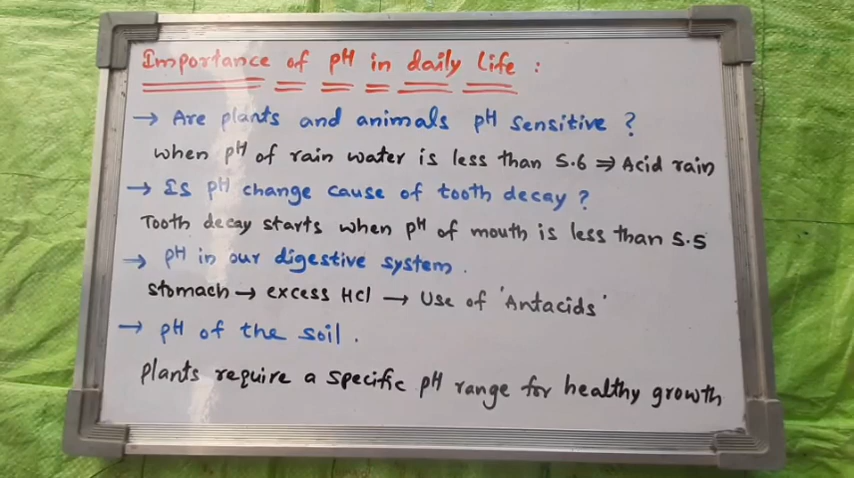 Importance of pH in daily life :
→ Are plants and animals pH sensitive ?
when pH of rain water is less than 5.6 ⇒ Acid rain
→ Is pH change cause of tooth decay ?
Tooth decay starts when pH of mouth is less than 5.5
→ pH in our digestive system.
stomach → excess HCl → Use of 'Antacids'
→ pH of the soil.
plants require a specific pH range for healthy growth